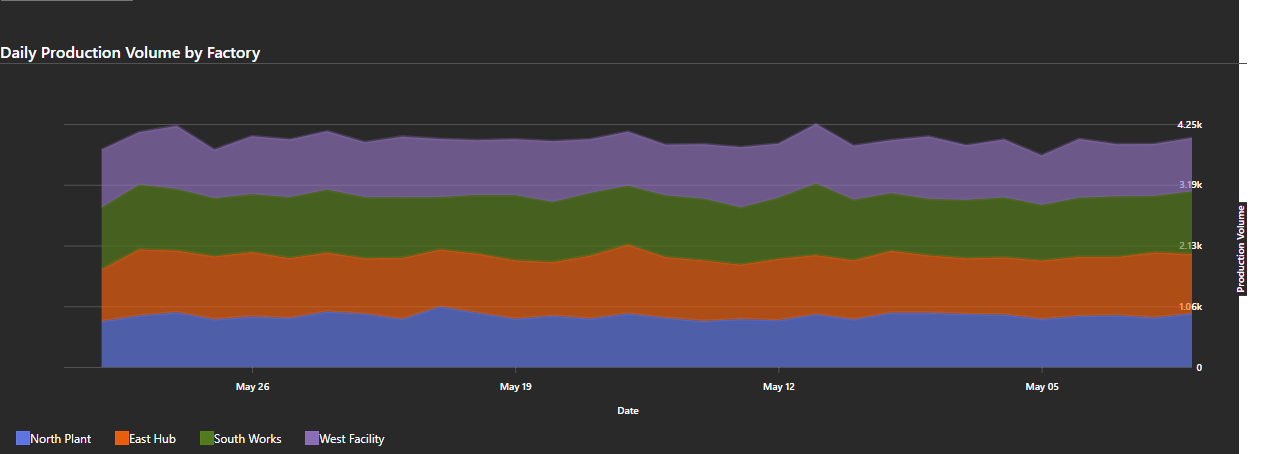 Daily Production Volume by Factory
4.25k
3.19k
2.13k
1.06k
0
Production Volume
May 26
May 19
May 12
May 05
Date
North Plant
East Hub
South Works
West Facility